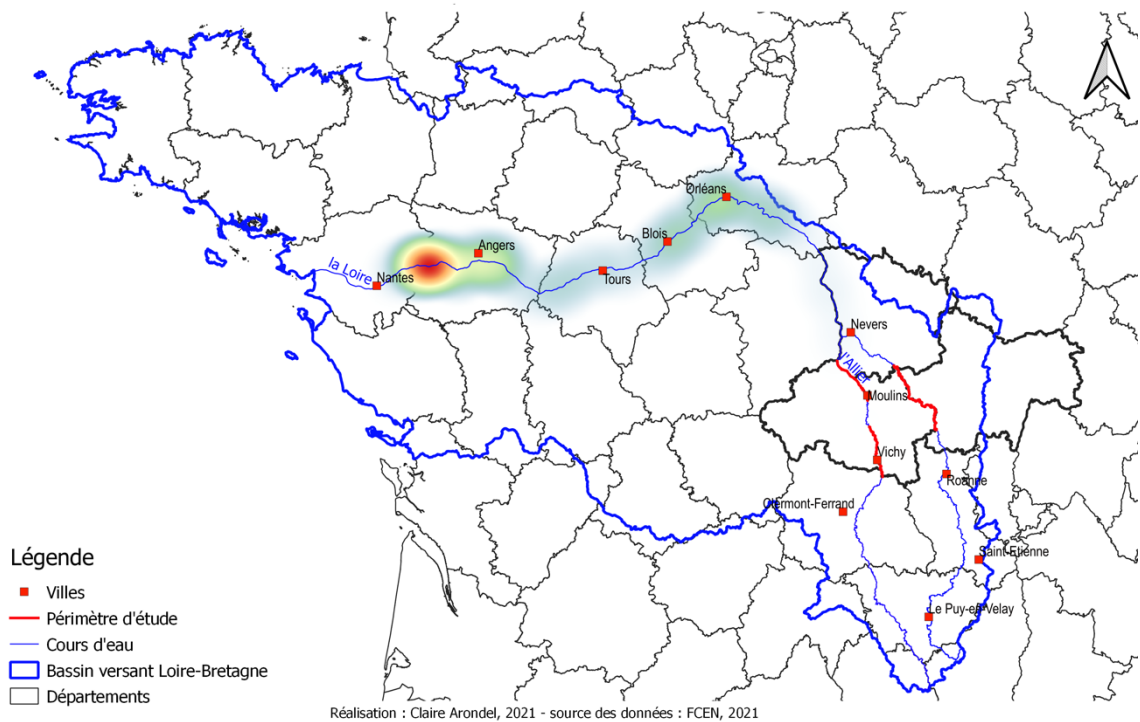 Orléans
Blois
Angers
la Loire
Nantes
Tours
Nevers
l'Allier
Moulins
Vichy
Roanne
Clermont-Ferrand
Saint-Etienne
Le Puy-en-Velay
Légende
Villes
Périmètre d'étude
Cours d'eau
Bassin versant Loire-Bretagne
Départements
Réalisation : Claire Arondel, 2021 - source des données : FCEN, 2021